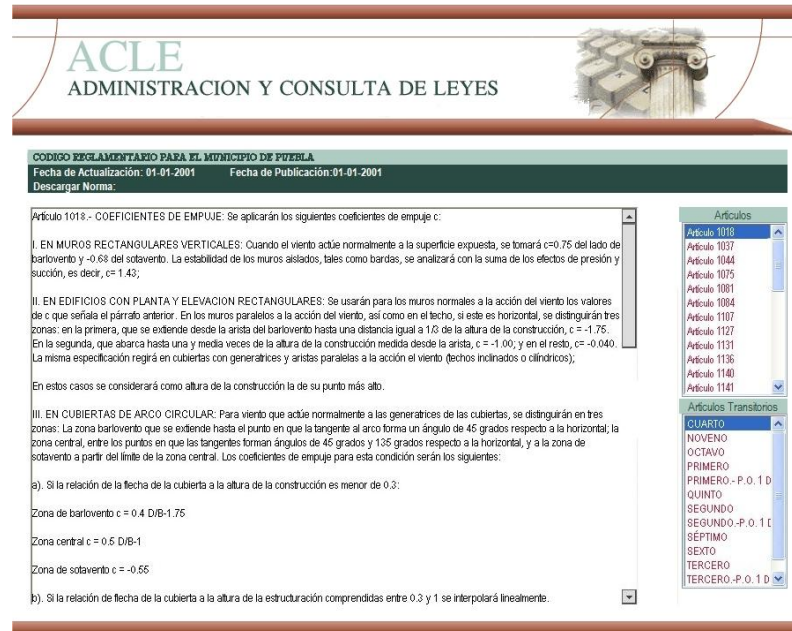 ACLE
ADMINISTRACION Y CONSULTA DE LEYES
CODIGO REGLAMENTARIO PARA EL MUNICIPIO DE PUEBLA
Fecha de Actualización: 01-01-2001 Fecha de Publicación:01-01-2001
Descargar Norma:
Artículo 1018.- COEFICIENTES DE EMPUJE: Se aplicarán los siguientes coeficientes de empuje c:
I. EN MUROS RECTANGULARES VERTICALES: Cuando el viento actúe normalmente a la superficie expuesta, se tomará c=0.75 del lado de
barlovento y -0.68 del sotavento. La estabilidad de los muros aislados, tales como bardas, se analizará con la suma de los efectos de presión y
succión, es decir, c= 1.43;
II. EN EDIFICIOS CON PLANTA Y ELEVACION RECTANGULARES: Se usarán para los muros normales a la acción del viento los valores
de c que señala el párrafo anterior. En los muros paralelos a la acción del viento, así como en el techo, si este es horizontal, se distinguirán tres
zonas: en la primera, que se extiende desde la arista del barlovento hasta una distancia igual a 1/3 de la altura de la construcción, c = -1.75.
En la segunda, que abarca hasta una y media veces de la altura de la construcción medida desde la arista, c = -1.00; y en el resto, c= -0.040.
La misma especificación regirá en cubiertas con generatrices y aristas paralelas a la acción el viento (techos inclinados o cilíndricos);
En estos casos se considerará como altura de la construcción la de su punto más alto.
III. EN CUBIERTAS DE ARCO CIRCULAR: Para viento que actúe normalmente a las generatrices de las cubiertas, se distinguirán en tres
zonas: La zona barlovento que se extiende hasta el punto en que la tangente al arco forma un ángulo de 45 grados respecto a la horizontal; la
zona central, entre los puntos en que las tangentes forman ángulos de 45 grados y 135 grados respecto a la horizontal, y a la zona de
sotavento a partir del límite de la zona central. Los coeficientes de empuje para esta condición serán los siguientes:
a). Si la relación de la flecha de la cubierta a la altura de la construcción es menor de 0.3:
Zona de barlovento c = 0.4 D/B-1.75
Zona central c = 0.5 D/B-1
Zona de sotavento c = -0.55
b). Si la relación de flecha de la cubierta a la altura de la estructuración comprendidas entre 0.3 y 1 se interpolará linealmente.
Artículos
Artículo 1018
Artículo 1037
Artículo 1044
Artículo 1075
Artículo 1081
Artículo 1084
Artículo 1107
Artículo 1127
Artículo 1131
Artículo 1136
Artículo 1140
Artículo 1141
Artículos Transitorios
CUARTO
NOVENO
OCTAVO
PRIMERO
PRIMERO.- P.O. 1 D
QUINTO
SEGUNDO
SEGUNDO.-P.O. 1 D
SÉPTIMO
SEXTO
TERCERO
TERCERO.-P.O. 1 D